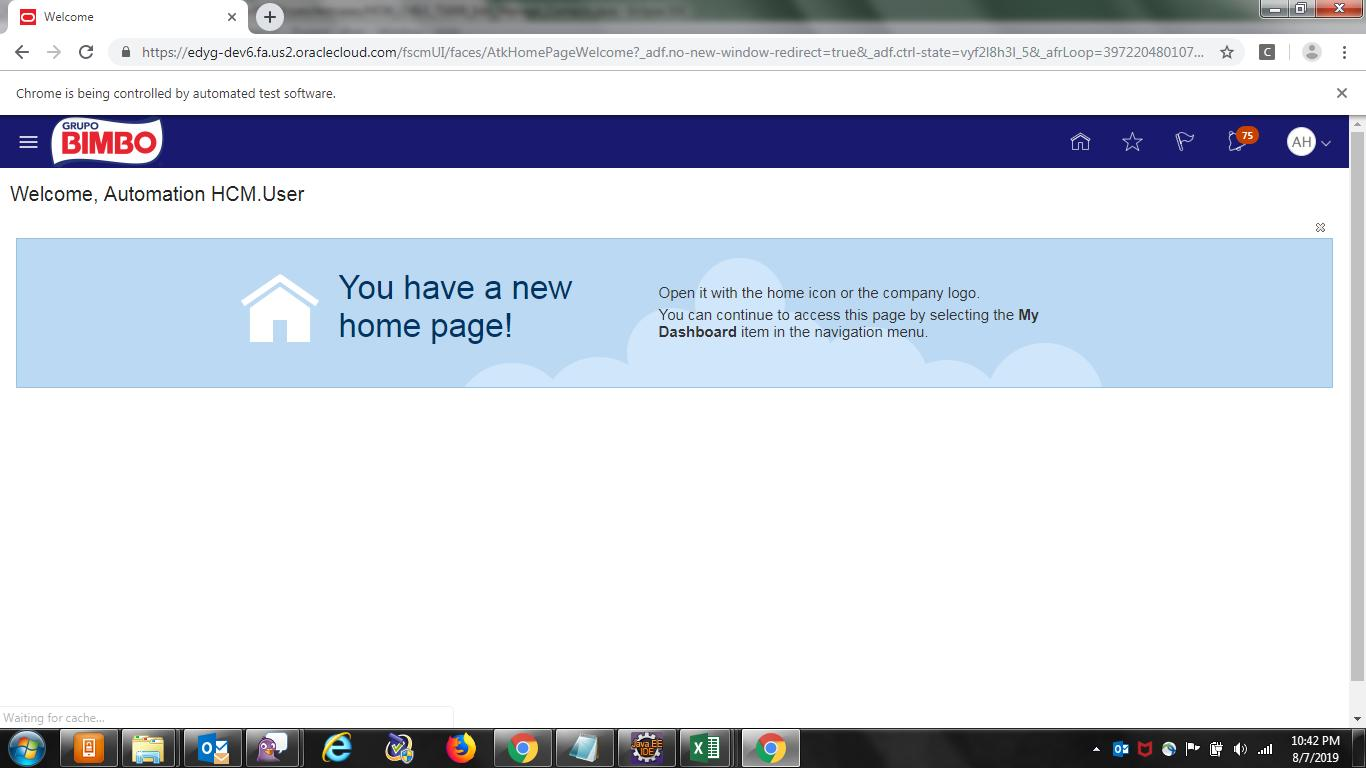 Welcome
https://edyg-dev6.fa.us2.oraclecloud.com/fscmUI/faces/AtkHomePageWelcome?_adf.no-new-window-redirect=true&_adf.ctrl-state=vyf2l8h3l_5&_afrLoop=397220480107...
C
Chrome is being controlled by automated test software.
GRUPO
BIMBO
75
AH
Welcome, Automation HCM.User
You have a new
home page!
Open it with the home icon or the company logo.
You can continue to access this page by selecting the My
Dashboard item in the navigation menu.
Waiting for cache...
Java EE
IDE
10:42 PM
8/7/2019